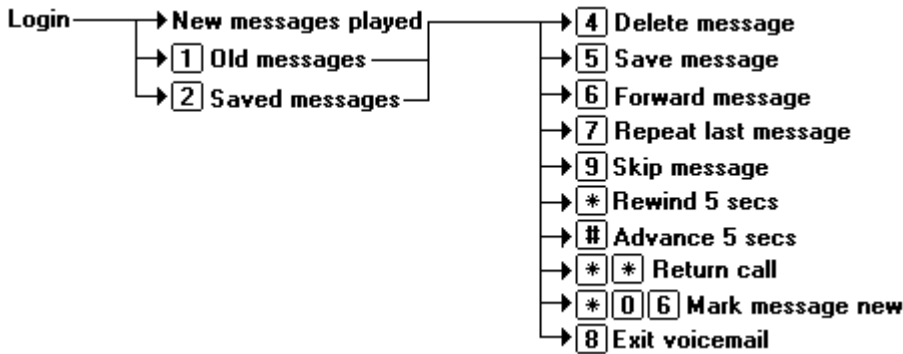 Login
New messages played
1 Old messages
2 Saved messages
4 Delete message
5 Save message
6 Forward message
7 Repeat last message
9 Skip message
* Rewind 5 secs
# Advance 5 secs
* * Return call
* 0 6 Mark message new
8 Exit voicemail